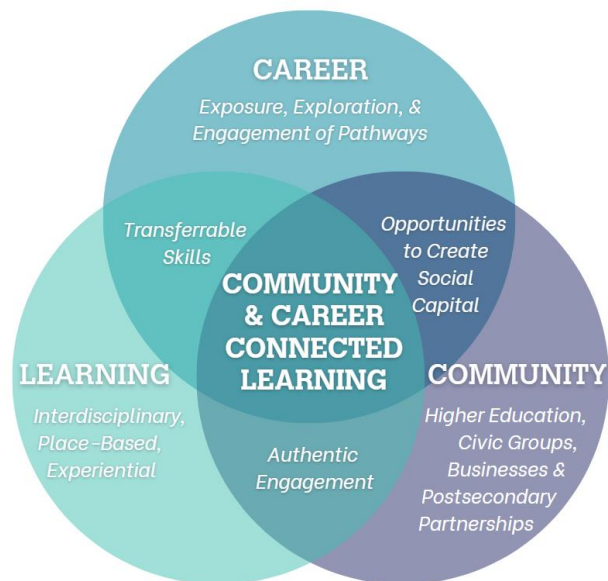 CAREER
Exposure, Exploration, &
Engagement of Pathways
Transferrable
Skills
Opportunities
to Create
Social
Capital
COMMUNITY
& CAREER
CONNECTED
LEARNING
LEARNING
Interdisciplinary,
Place-Based,
Experiential
COMMUNITY
Higher Education,
Civic Groups,
Businesses &
Postsecondary
Partnerships
Authentic
Engagement